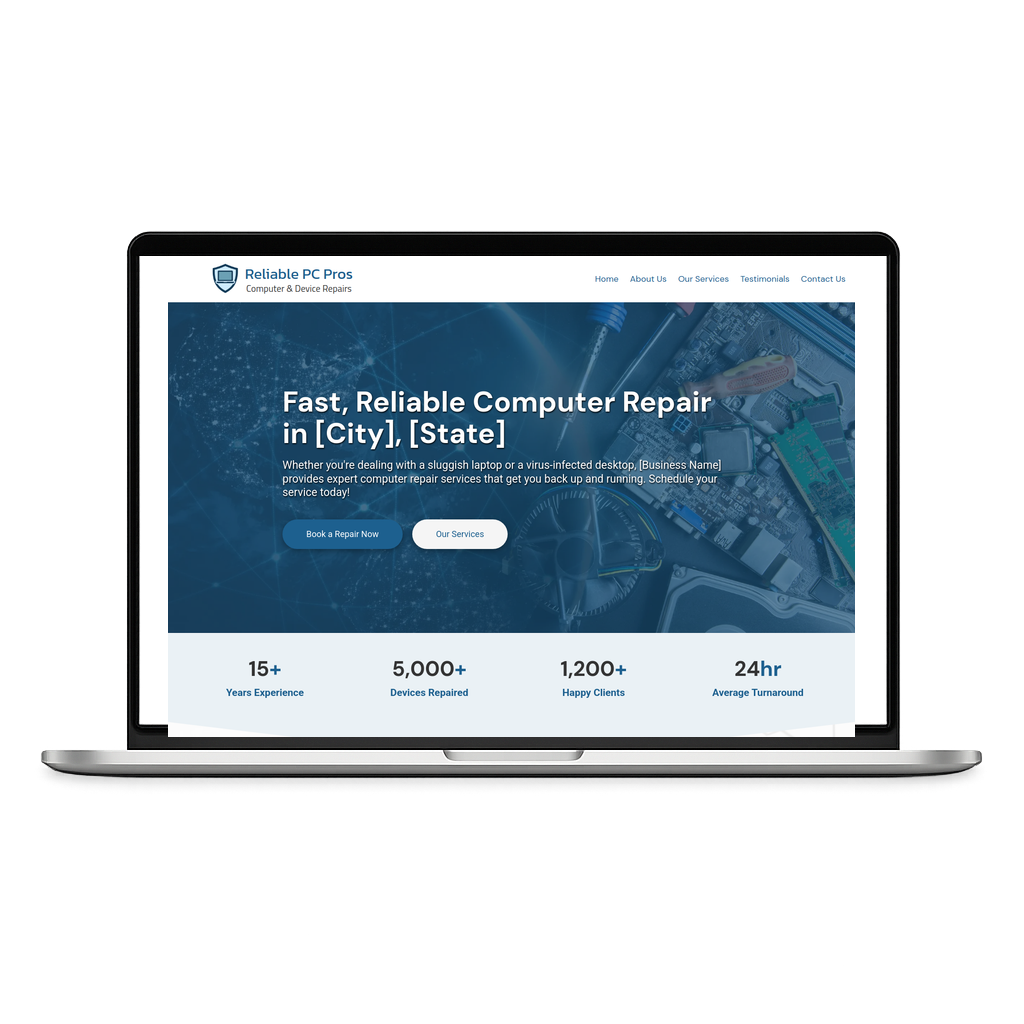 Reliable PC Pros
Computer & Device Repairs
Home About Us Our Services Testimonials Contact Us
Fast, Reliable Computer Repair
in [City], [State]
Whether you're dealing with a sluggish laptop or a virus-infected desktop, [Business Name]
provides expert computer repair services that get you back up and running. Schedule your
service today!
Book a Repair Now Our Services
15+ 5,000+ 1,200+ 24hr
Years Experience Devices Repaired Happy Clients Average Turnaround